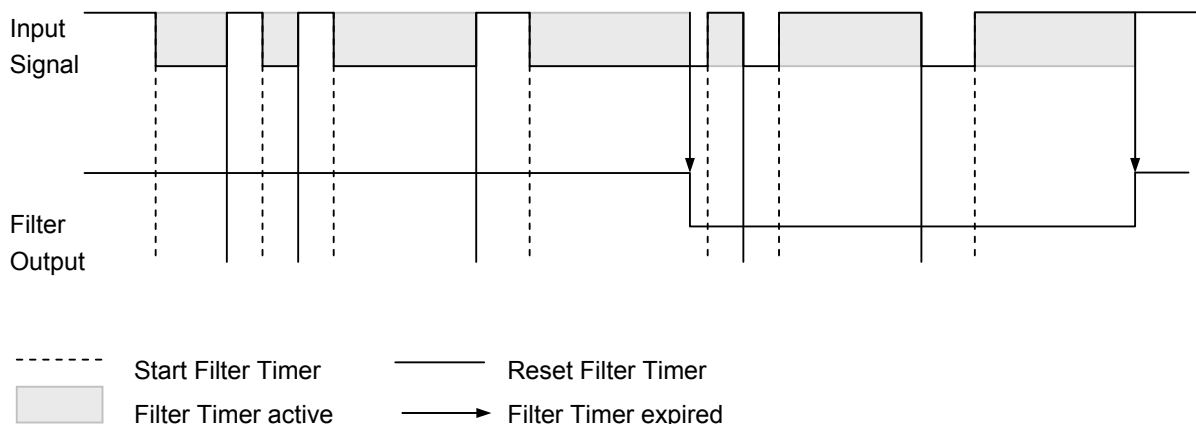 Input
Signal
Filter
Output
Start Filter Timer
Reset Filter Timer
Filter Timer active
Filter Timer expired